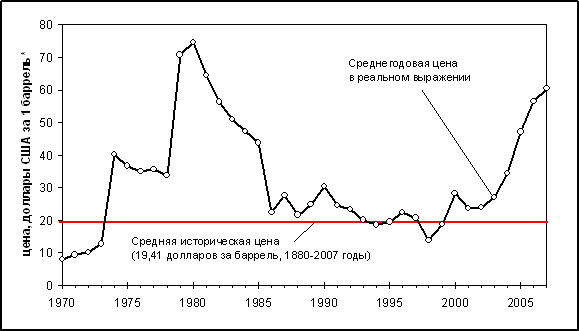 80
70
60
50
40
30
20
10
0
цена, доллары США за 1 баррель *
Среднегодовая цена
в реальном выражении
Средняя историческая цена
(19,41 долларов за баррель, 1880-2007 годы)
1970 1975 1980 1985 1990 1995 2000 2005